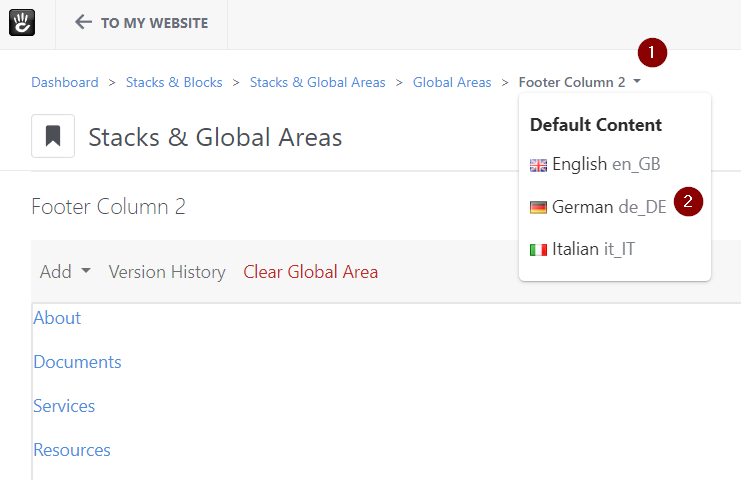 TO MY WEBSITE
1
Dashboard > Stacks & Blocks > Stacks & Global Areas > Global Areas > Footer Column 2
Default Content
Stacks & Global Areas
English en_GB
Footer Column 2
German de_DE
2
Italian it_IT
Add Version History Clear Global Area
About
Documents
Services
Resources